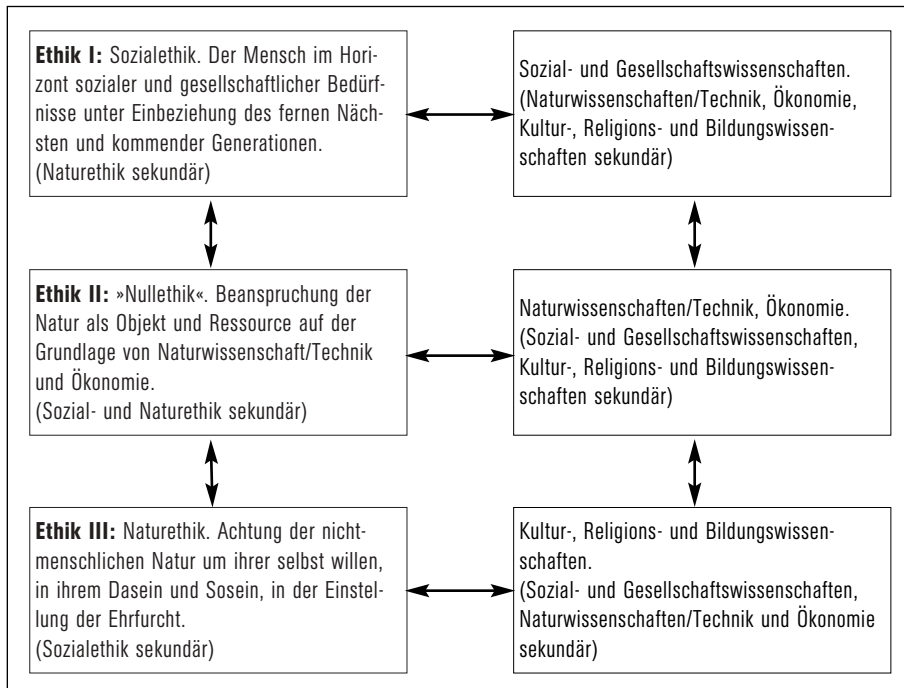 Ethik I: Sozialethik. Der Mensch im Hori-
zont sozialer und gesellschaftlicher Bedürf-
nisse unter Einbeziehung des fernen Näch-
sten und kommender Generationen.
(Naturethik sekundär)
Sozial- und Gesellschaftswissenschaften.
(Naturwissenschaften/Technik, Ökonomie,
Kultur-, Religions- und Bildungswissen-
schaften sekundär)
Ethik II: »Nullethik«. Beanspruchung der
Natur als Objekt und Ressource auf der
Grundlage von Naturwissenschaft/Technik
und Ökonomie.
(Sozial- und Naturethik sekundär)
Naturwissenschaften/Technik, Ökonomie.
(Sozial- und Gesellschaftswissenschaften,
Kultur-, Religions- und Bildungswissen-
schaften sekundär)
Ethik III: Naturethik. Achtung der nicht-
menschlichen Natur um ihrer selbst willen,
in ihrem Dasein und Sosein, in der Einstel-
lung der Ehrfurcht.
(Sozialethik sekundär)
Kultur-, Religions- und Bildungswissen-
schaften.
(Sozial- und Gesellschaftswissenschaften,
Naturwissenschaften/Technik und Ökonomie
sekundär)